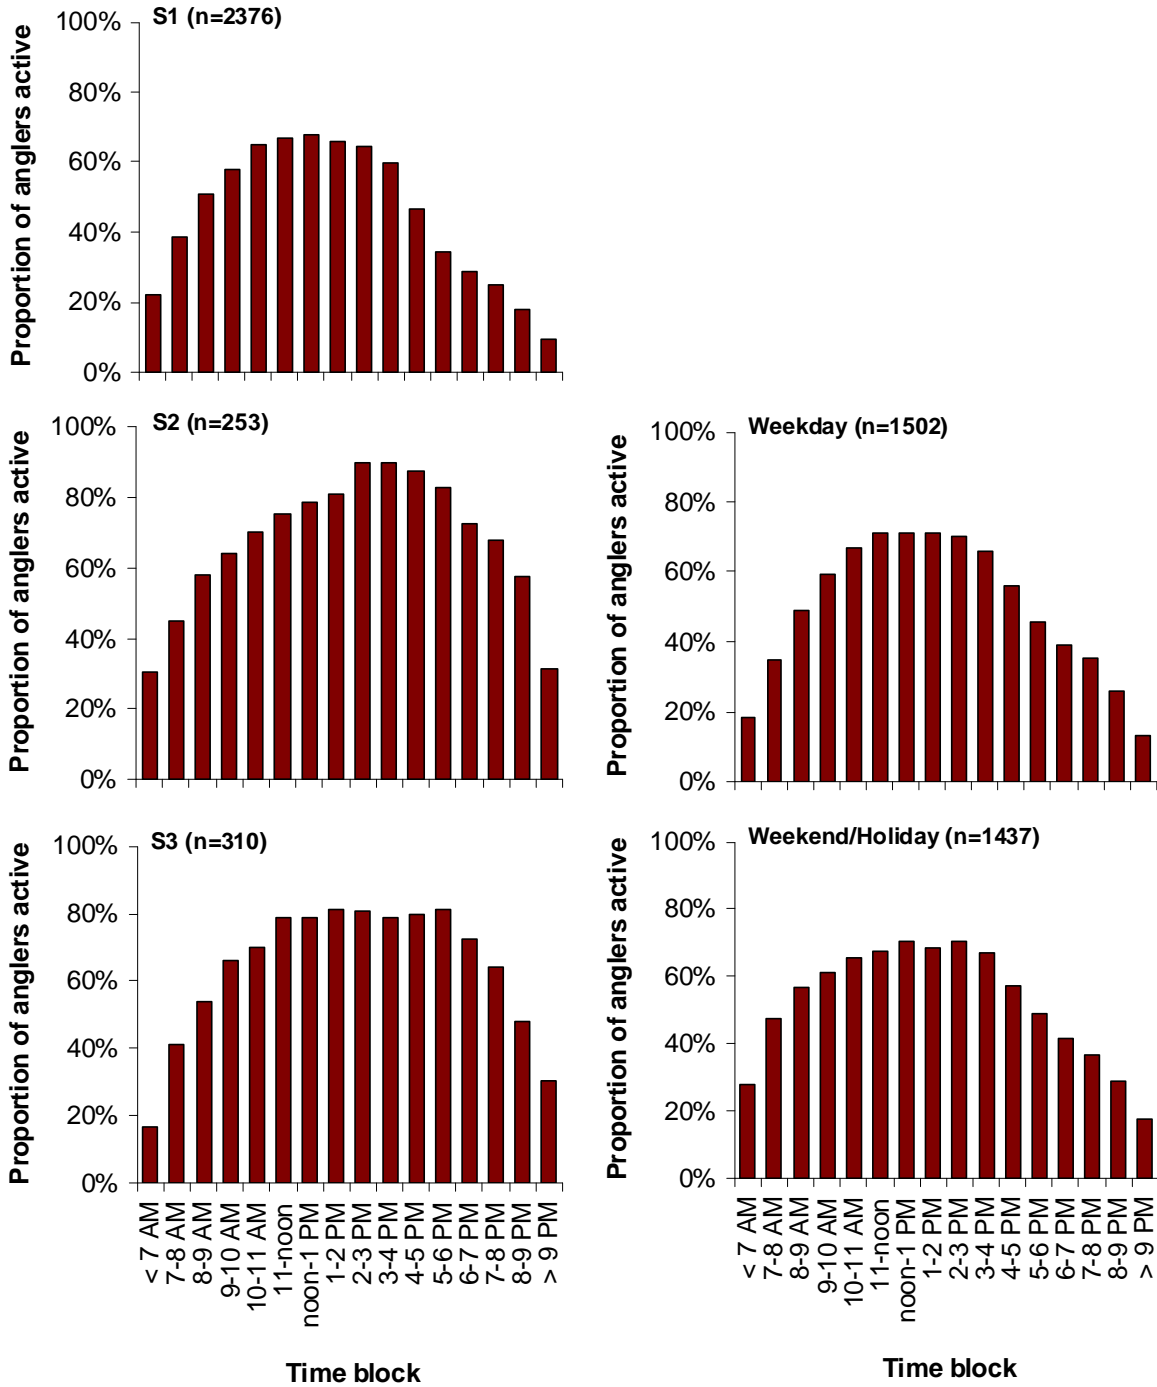 S1 (n=2376)
Proportion of anglers active
100%
80%
60%
40%
20%
0%
S2 (n=253)
Proportion of anglers active
100%
80%
60%
40%
20%
0%
Weekday (n=1502)
Proportion of anglers active
100%
80%
60%
40%
20%
0%
S3 (n=310)
Proportion of anglers active
100%
80%
60%
40%
20%
0%
< 7 AM
7-8 AM
8-9 AM
9-10 AM
10-11 AM
11-noon
noon-1 PM
1-2 PM
2-3 PM
3-4 PM
4-5 PM
5-6 PM
6-7 PM
7-8 PM
8-9 PM
> 9 PM
Time block
Weekend/Holiday (n=1437)
Proportion of anglers active
100%
80%
60%
40%
20%
0%
< 7 AM
7-8 AM
8-9 AM
9-10 AM
10-11 AM
11-noon
noon-1 PM
1-2 PM
2-3 PM
3-4 PM
4-5 PM
5-6 PM
6-7 PM
7-8 PM
8-9 PM
> 9 PM
Time block